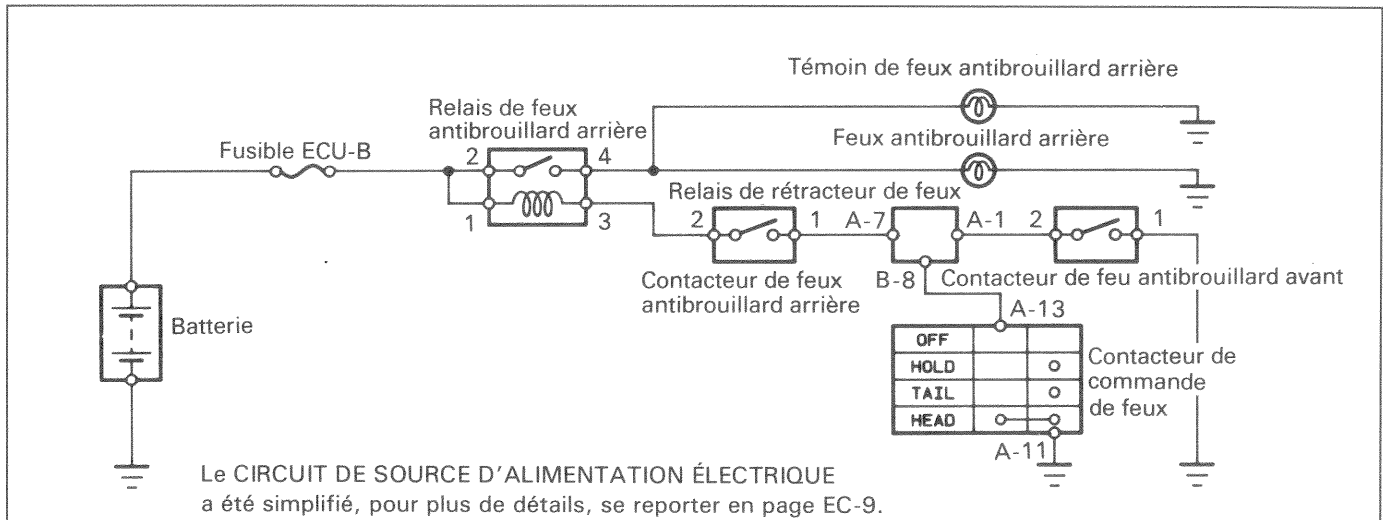 Témoin de feux antibrouillard arrière
Relais de feux
antibrouillard arrière
Feux antibrouillard arrière
Fusible ECU-B
2
4
1
3
Relais de rétracteur de feux
2
1
A-7
A-1
2
1
Contacteur de feux
antibrouillard arrière
B-8
Contacteur de feu antibrouillard avant
Batterie
A-13
OFF
HOLD
TAIL
HEAD
Contacteur de
commande
de feux
A-11
Le CIRCUIT DE SOURCE D'ALIMENTATION ÉLECTRIQUE
a été simplifié, pour plus de détails, se reporter en page EC-9.